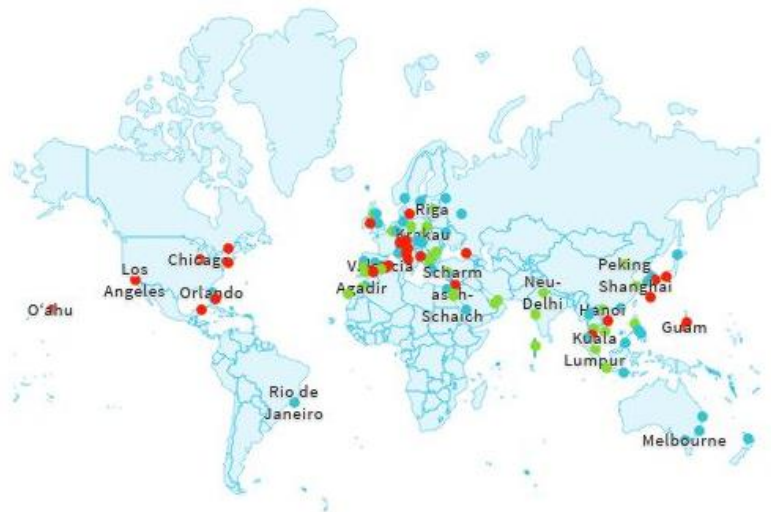 Riga
Krakau
Chicago
Valencia
Los
Angeles
Orlando
O'ahu
Agadir
Scharm
asch-
Schaich
Neu-
Delhi
Peking
Shanghai
Hanoi
Guam
Kuala
Lumpur
Rio de
Janeiro
Melbourne